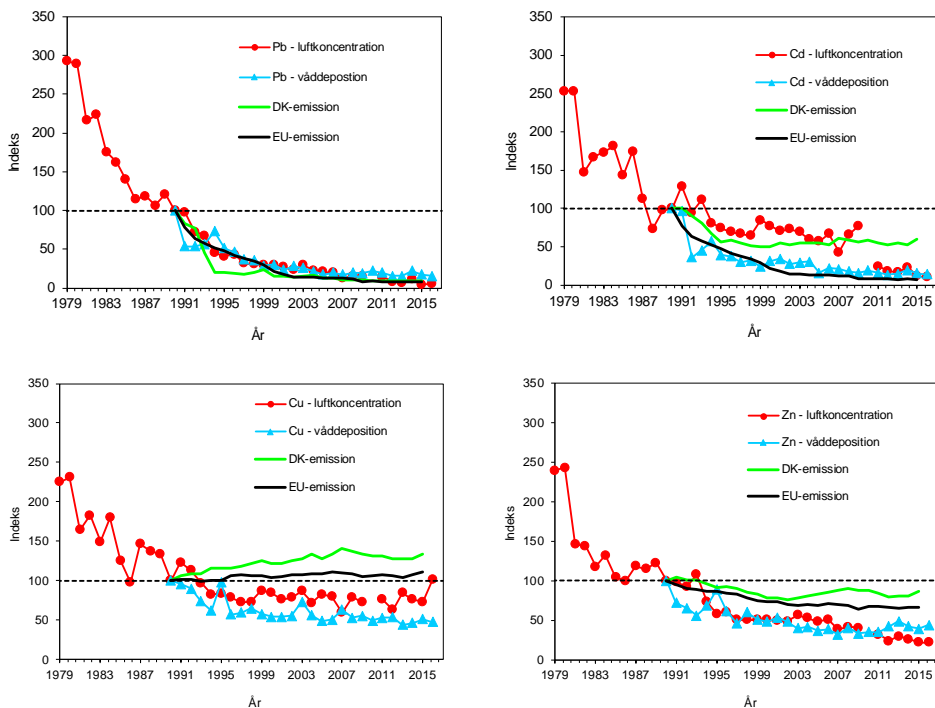 350
300
250
200
150
100
50
0
Indeks
Pb - luftkoncentration
Pb - våddeposition
DK-emission
EU-emission
1979 1983 1987 1991 1995 1999 2003 2007 2011 2015
År
350
300
250
200
150
100
50
0
Indeks
Cd - luftkoncentration
Cd - våddeposition
DK-emission
EU-emission
1979 1983 1987 1991 1995 1999 2003 2007 2011 2015
År
350
300
250
200
150
100
50
0
Indeks
Cu - luftkoncentration
Cu - våddeposition
DK-emission
EU-emission
1979 1983 1987 1991 1995 1999 2003 2007 2011 2015
År
350
300
250
200
150
100
50
0
Indeks
Zn - luftkoncentration
Zn - våddeposition
DK-emission
EU-emission
1979 1983 1987 1991 1995 1999 2003 2007 2011 2015
År